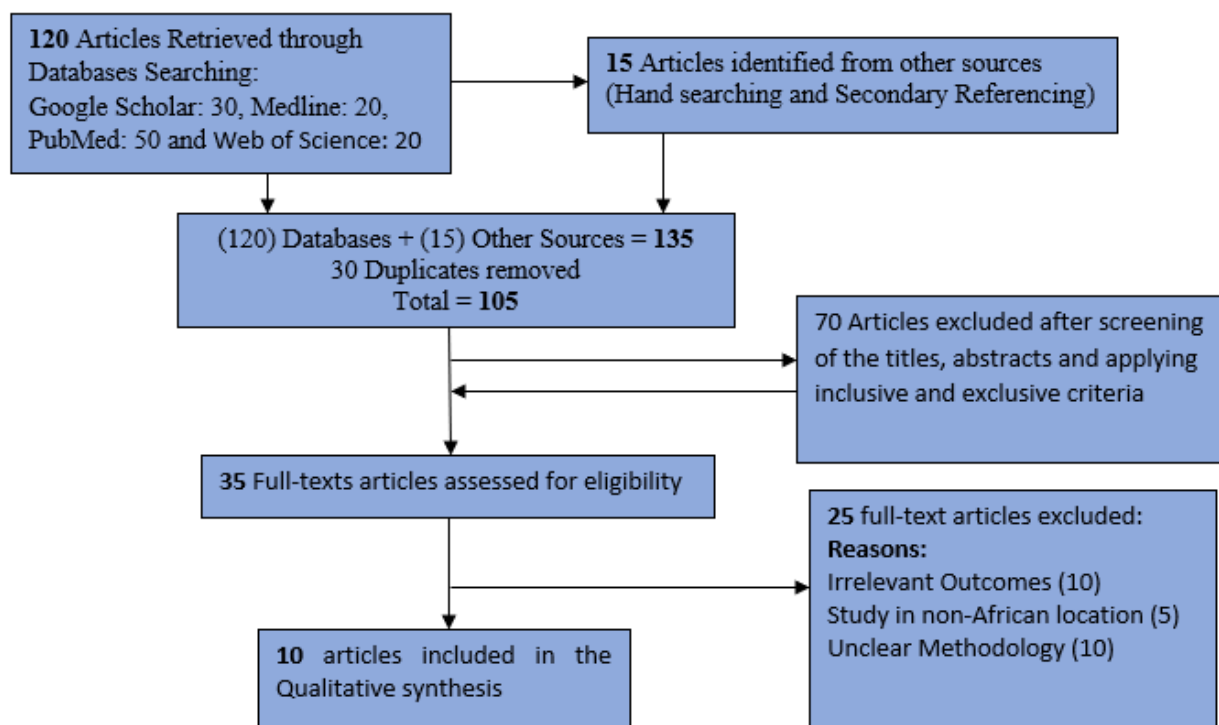 120 Articles Retrieved through
Databases Searching:
Google Scholar: 30, Medline: 20,
PubMed: 50 and Web of Science: 20
15 Articles identified from other sources
(Hand searching and Secondary Referencing)
(120) Databases + (15) Other Sources = 135
30 Duplicates removed
Total = 105
70 Articles excluded after screening
of the titles, abstracts and applying
inclusive and exclusive criteria
35 Full-texts articles assessed for eligibility
25 full-text articles excluded:
Reasons:
Irrelevant Outcomes (10)
Study in non-African location (5)
Unclear Methodology (10)
10 articles included in the
Qualitative synthesis